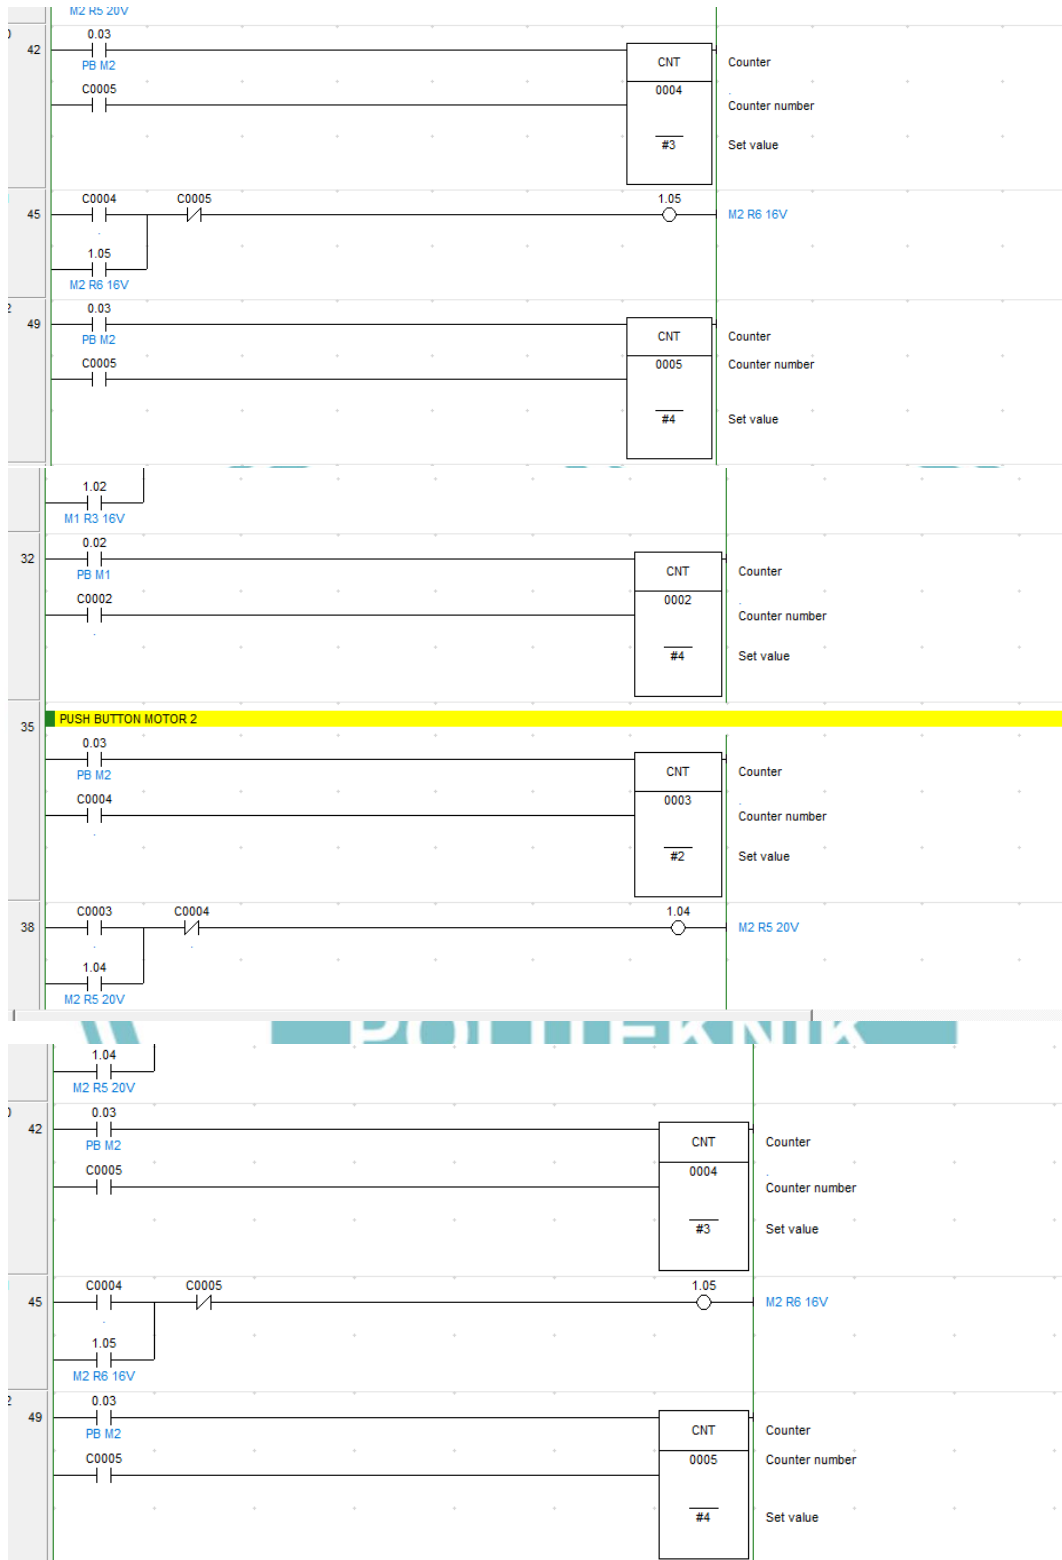 M2 R5 20V
0.03
42
CNT
Counter
PB M2
C0005
0004
Counter number
#3
Set value
C0004
C0005
1.05
45
M2 R6 16V
1.05
M2 R6 16V
0.03
49
CNT
Counter
PB M2
C0005
0005
Counter number
#4
Set value
1.02
M1 R3 16V
0.02
32
CNT
Counter
PB M1
C0002
0002
Counter number
#4
Set value
35
PUSH BUTTON MOTOR 2
0.03
CNT
Counter
PB M2
C0004
0003
Counter number
#2
Set value
C0003
C0004
1.04
38
M2 R5 20V
1.04
M2 R5 20V
POLITEKNIK
1.04
M2 R5 20V
0.03
42
CNT
Counter
PB M2
C0005
0004
Counter number
#3
Set value
C0004
C0005
1.05
45
M2 R6 16V
1.05
M2 R6 16V
0.03
49
CNT
Counter
PB M2
C0005
0005
Counter number
#4
Set value